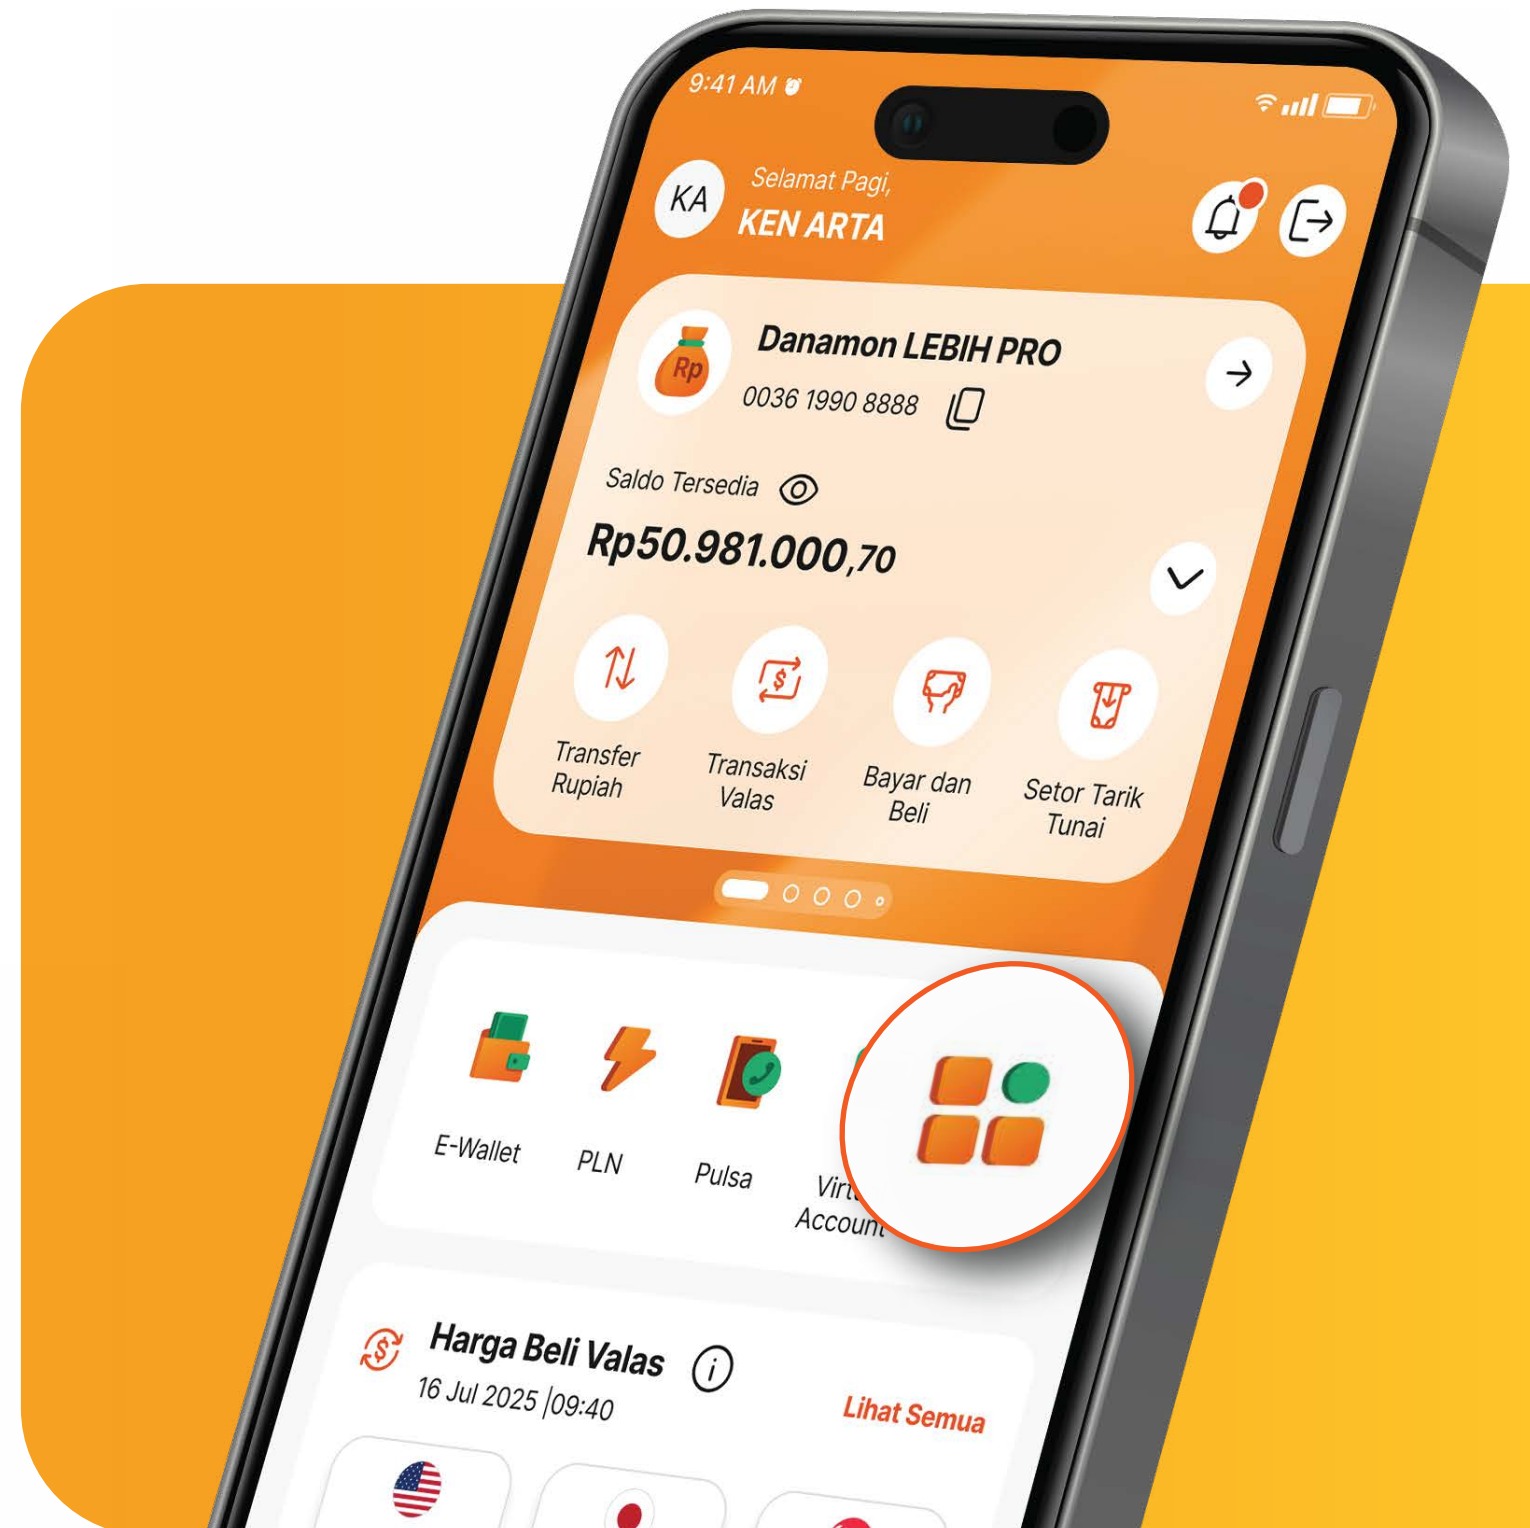 9:41 AM
KA
Selamat Pagi,
KEN ARTA
Rp
Danamon LEBIH PRO
0036 1990 8888
Saldo Tersedia
Rp50.981.000,70
$
Transfer
Rupiah
Transaksi
Valas
Bayar dan
Beli
Setor Tarik
Tunai
E-Wallet
PLN
Pulsa
Virt
Account
$
Harga Beli Valas
i
16 Jul 2025 |09:40
Lihat Semua